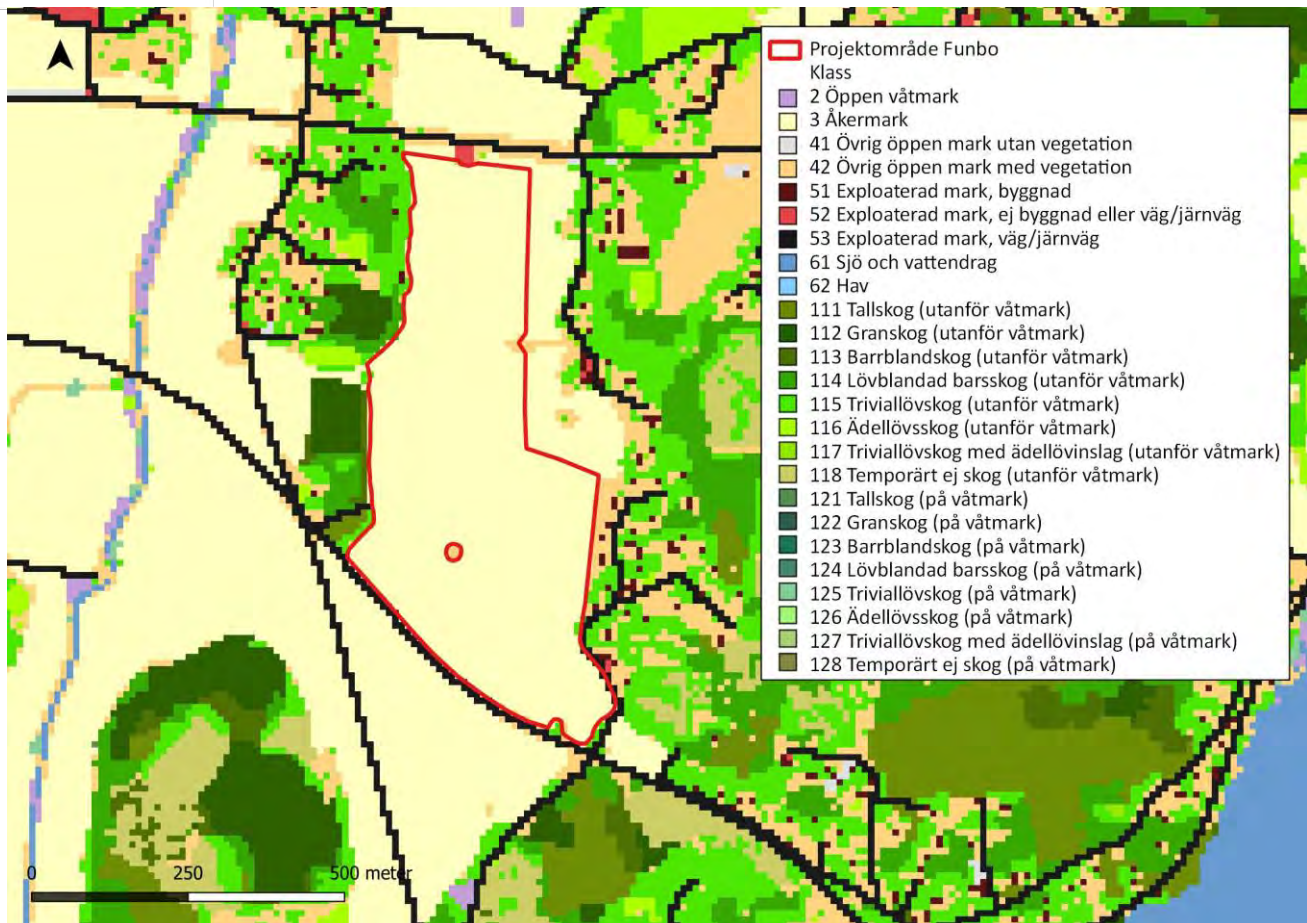 Projektområde Funbo
Klass
2 Öppen våtmark
3 Åkermark
41 Övrig öppen mark utan vegetation
42 Övrig öppen mark med vegetation
51 Exploaterad mark, byggnad
52 Exploaterad mark, ej byggnad eller väg/järnväg
53 Exploaterad mark, väg/järnväg
61 Sjö och vattendrag
62 Hav
111 Tallskog (utanför våtmark)
112 Granskog (utanför våtmark)
113 Barrblandskog (utanför våtmark)
114 Lövblandad barsskog (utanför våtmark)
115 Triviallövskog (utanför våtmark)
116 Ädellövsskog (utanför våtmark)
117 Triviallövskog med ädellövinslag (utanför våtmark)
118 Temporärt ej skog (utanför våtmark)
121 Tallskog (på våtmark)
122 Granskog (på våtmark)
123 Barrblandskog (på våtmark)
124 Lövblandad barsskog (på våtmark)
125 Triviallövskog (på våtmark)
126 Ädellövsskog (på våtmark)
127 Triviallövskog med ädellövinslag (på våtmark)
128 Temporärt ej skog (på våtmark)
0 250 500 meter